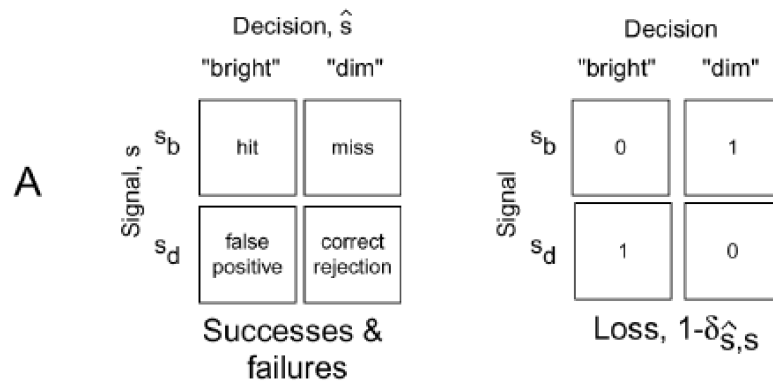 A
Decision, ŝ
"bright" "dim"
Signal, s
s_b
hit
miss
s_d
false
positive
correct
rejection
Successes &
failures
Decision
"bright" "dim"
Signal
s_b
0
1
s_d
1
0
Loss, 1-δ_ŝ,s